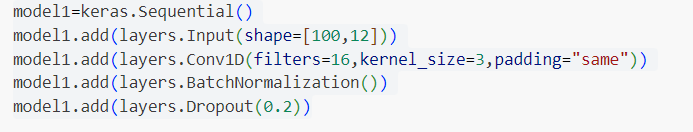 model1=keras.Sequential()
model1.add(layers.Input(shape=[100,12]))
model1.add(layers.Conv1D(filters=16,kernel_size=3,padding="same"))
model1.add(layers.BatchNormalization())
model1.add(layers.Dropout(0.2))